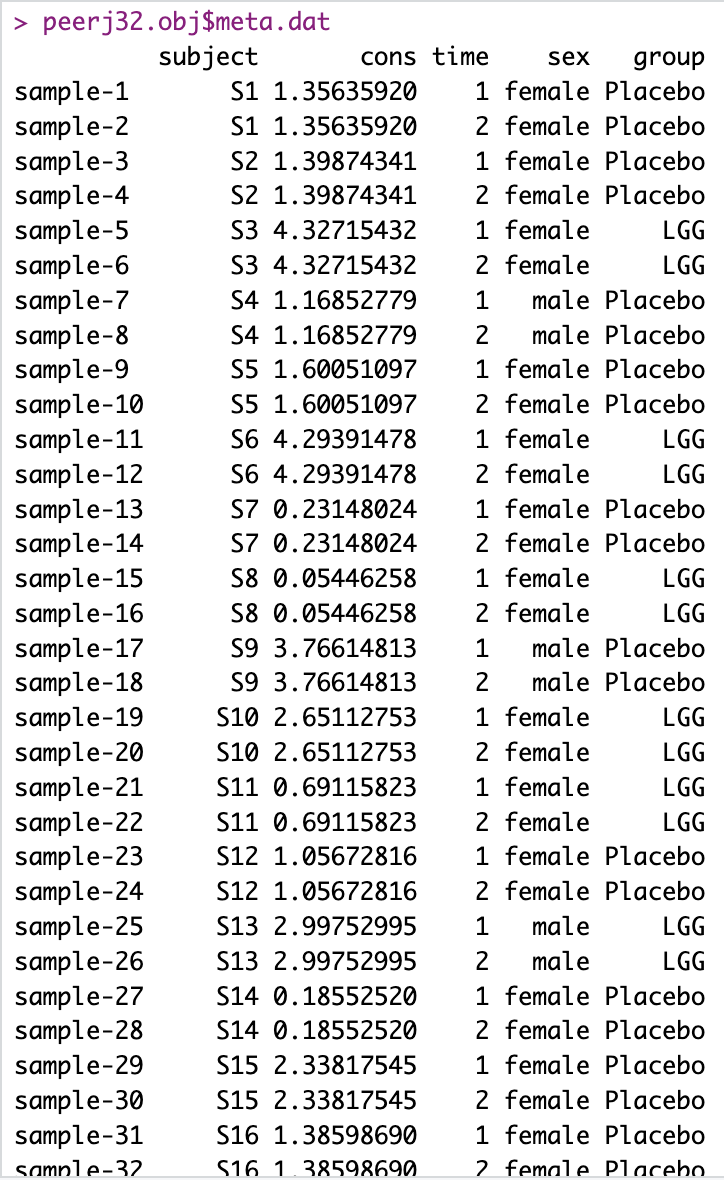 > peerj32.obj$meta.dat
subject cons time sex group
sample-1 S1 1.35635920 1 female Placebo
sample-2 S1 1.35635920 2 female Placebo
sample-3 S2 1.39874341 1 female Placebo
sample-4 S2 1.39874341 2 female Placebo
sample-5 S3 4.32715432 1 female LGG
sample-6 S3 4.32715432 2 female LGG
sample-7 S4 1.16852779 1 male Placebo
sample-8 S4 1.16852779 2 male Placebo
sample-9 S5 1.60051097 1 female Placebo
sample-10 S5 1.60051097 2 female Placebo
sample-11 S6 4.29391478 1 female LGG
sample-12 S6 4.29391478 2 female LGG
sample-13 S7 0.23148024 1 female Placebo
sample-14 S7 0.23148024 2 female Placebo
sample-15 S8 0.05446258 1 female LGG
sample-16 S8 0.05446258 2 female LGG
sample-17 S9 3.76614813 1 male Placebo
sample-18 S9 3.76614813 2 male Placebo
sample-19 S10 2.65112753 1 female LGG
sample-20 S10 2.65112753 2 female LGG
sample-21 S11 0.69115823 1 female LGG
sample-22 S11 0.69115823 2 female LGG
sample-23 S12 1.05672816 1 female Placebo
sample-24 S12 1.05672816 2 female Placebo
sample-25 S13 2.99752995 1 male LGG
sample-26 S13 2.99752995 2 male LGG
sample-27 S14 0.18552520 1 female Placebo
sample-28 S14 0.18552520 2 female Placebo
sample-29 S15 2.33817545 1 female Placebo
sample-30 S15 2.33817545 2 female Placebo
sample-31 S16 1.38598690 1 female Placebo
sample-32 S16 1.38598690 2 female Placebo